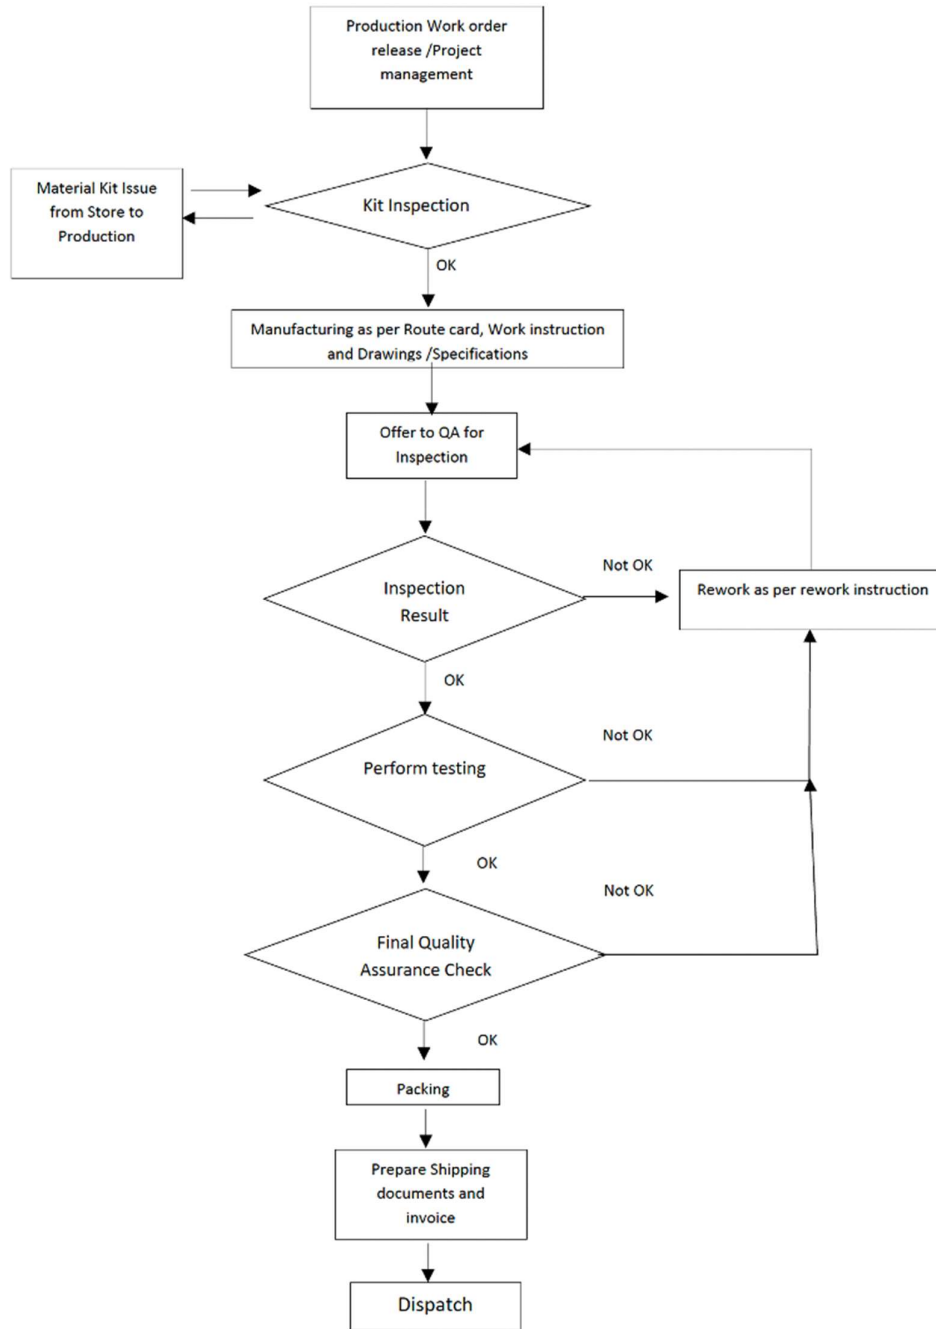 Production Work order
release /Project
management
Material Kit Issue
from Store to
Production
Kit Inspection
OK
Manufacturing as per Route card, Work instruction
and Drawings /Specifications
Offer to QA for
Inspection
Inspection
Result
Not OK
Rework as per rework instruction
OK
Perform testing
Not OK
OK
Final Quality
Assurance Check
Not OK
OK
Packing
Prepare Shipping
documents and
invoice
Dispatch